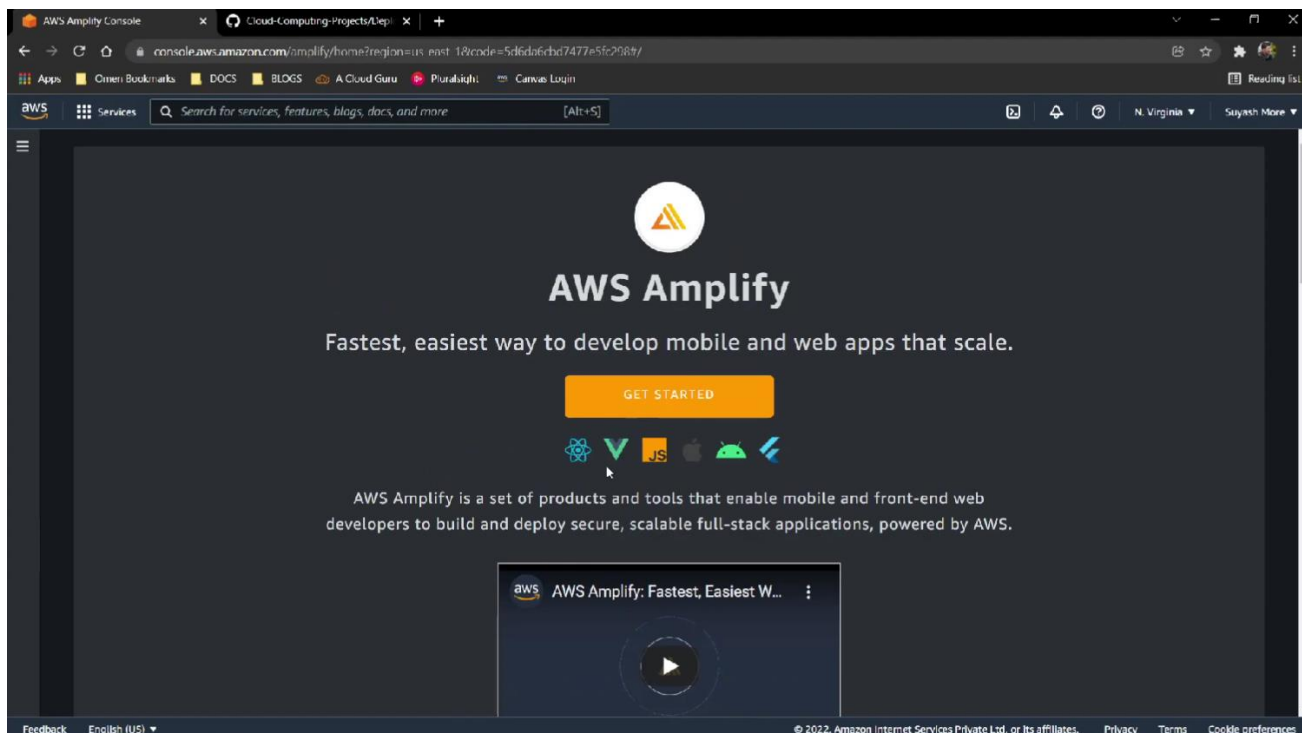 AWS Amplify Console
Cloud-Computing-Projects/Depl
console.aws.amazon.com/amplify/home?region=us-east-1&code=5d6da6cbd7477e5fc298#/
Apps Omen Bookmarks DOCS BLOGS A Cloud Guru Pluralsight aws Canvas Login Reading list
aws Services Search for services, features, blogs, docs, and more [Alt+S] N. Virginia Suyash More
AWS Amplify
Fastest, easiest way to develop mobile and web apps that scale.
GET STARTED
JS
AWS Amplify is a set of products and tools that enable mobile and front-end web
developers to build and deploy secure, scalable full-stack applications, powered by AWS.
aws AWS Amplify: Fastest, Easiest W...
Feedback English (US) © 2022, Amazon Internet Services Private Ltd. or its affiliates. Privacy Terms Cookie preferences